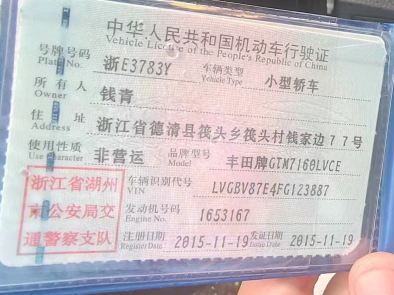 中华人民共和国机动车行驶证
Vehicle License of the People's Republic of China
号牌号码 Plate No. 浙E3783Y 车辆类型 Vehicle Type 小型轿车
所有人 Owner 钱青
住址 Address 浙江省德清县筏头乡筏头村钱家边77号
使用性质 Use Character 非营运 品牌型号 Model 丰田牌GTM7160LVCE
浙江省湖州
市公安局交
通警察支队
车辆识别代号 VIN LVGBV87E4FG123887
发动机号码 Engine No. 1653167
注册日期 Register Date 2015-11-19 发证日期 Issue Date 2015-11-19